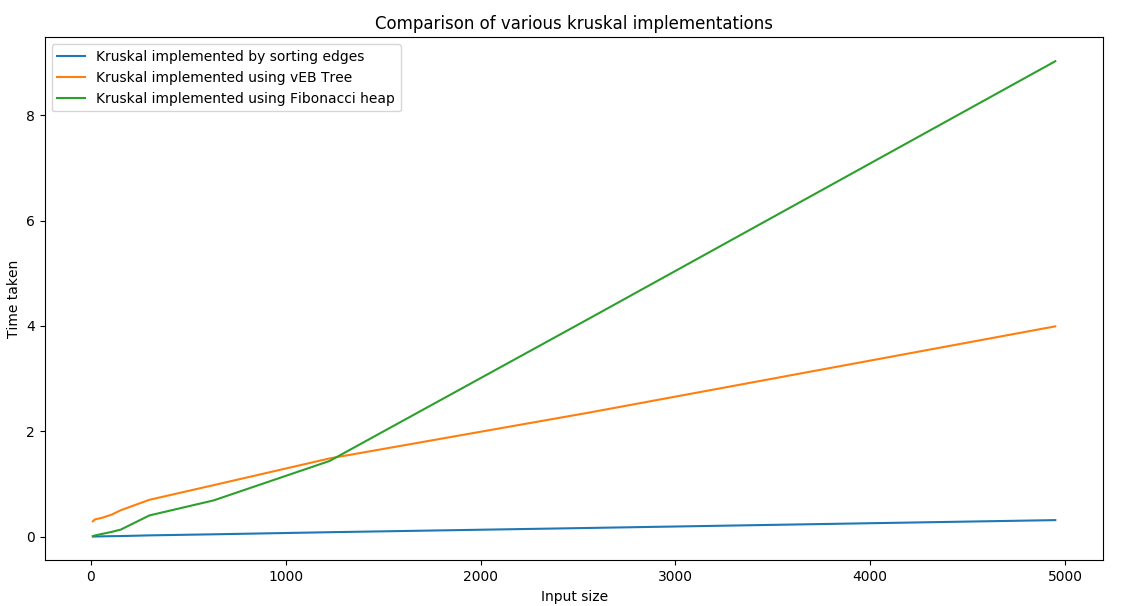 Comparison of various kruskal implementations
Kruskal implemented by sorting edges
Kruskal implemented using vEB Tree
Kruskal implemented using Fibonacci heap
Time taken
8
6
4
2
0
0 1000 2000 3000 4000 5000
Input size